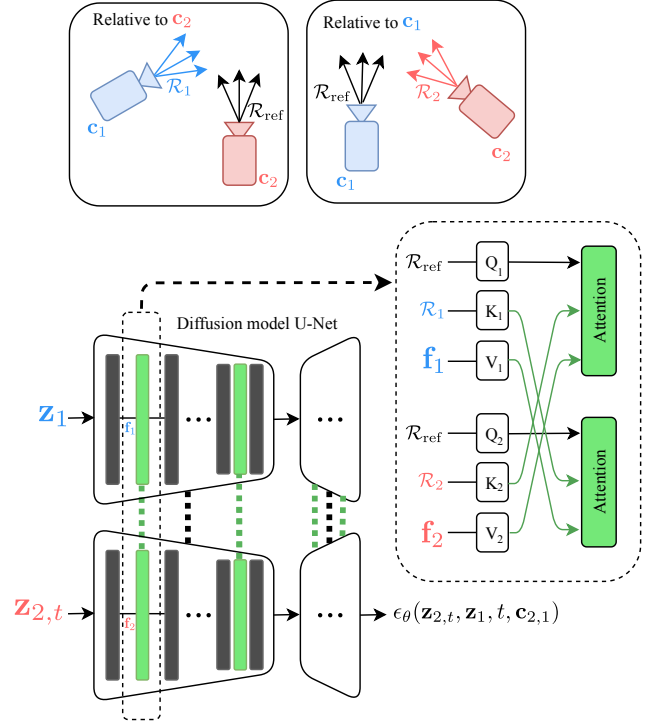 Relative to c₂
R₁
R_ref
c₁
c₂
Relative to c₁
R_ref
R₂
c₁
c₂
R_ref Q₁
R₁ K₁
f₁ V₁
Attention
R_ref Q₂
R₂ K₂
f₂ V₂
Attention
Diffusion model U-Net
z₁
f₁
...
...
z₂,t
f₂
...
...
ϵ_θ(z₂,t, z₁, t, c₂,₁)